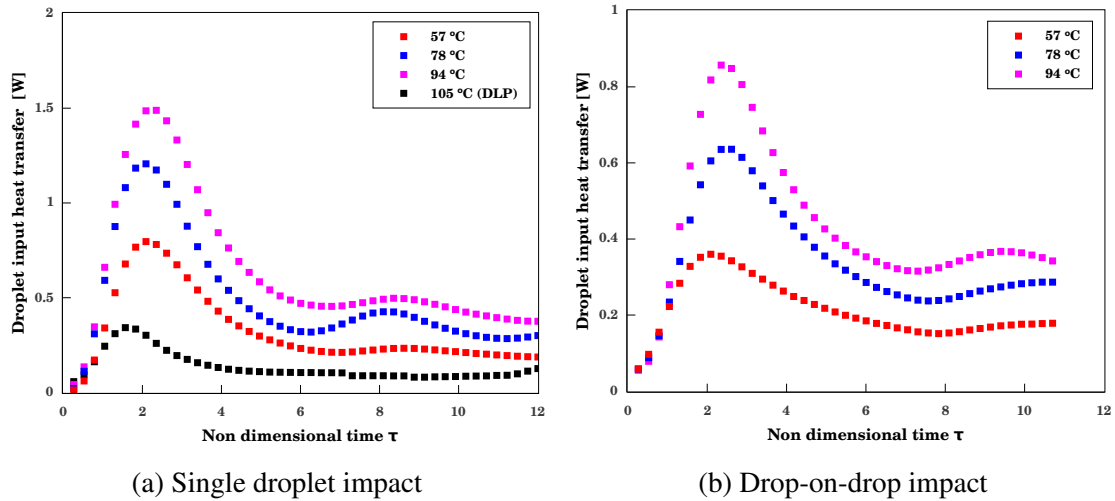 2
1.5
1
0.5
0
0
2
4
6
8
10
12
Droplet input heat transfer [W]
Non dimensional time τ
57 °C
78 °C
94 °C
105 °C (DLP)
(a) Single droplet impact
1
0.8
0.6
0.4
0.2
0
0
2
4
6
8
10
12
Droplet input heat transfer [W]
Non dimensional time τ
57 °C
78 °C
94 °C
(b) Drop-on-drop impact